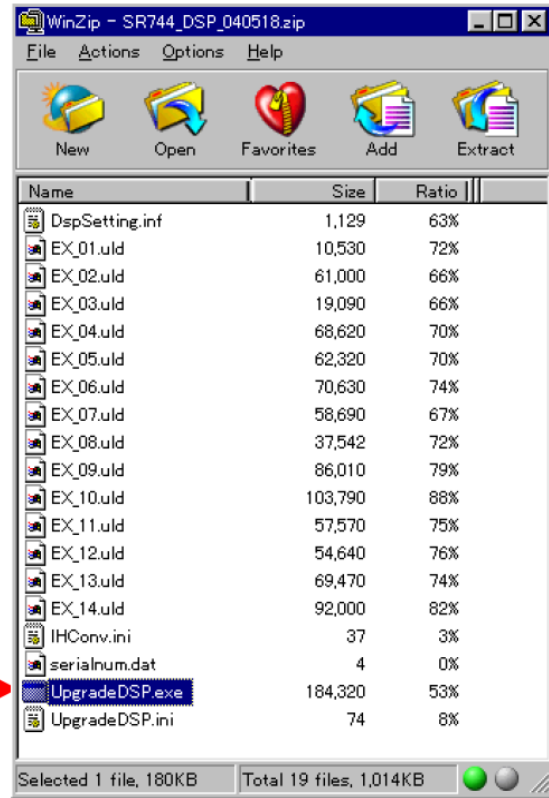 WinZip - SR744_DSP_040518.zip
File Actions Options Help
New Open Favorites Add Extract
Name Size Ratio
DspSetting.inf 1,129 63%
EX_01.uld 10,530 72%
EX_02.uld 61,000 66%
EX_03.uld 19,090 66%
EX_04.uld 68,620 70%
EX_05.uld 62,320 70%
EX_06.uld 70,630 74%
EX_07.uld 58,690 67%
EX_08.uld 37,542 72%
EX_09.uld 86,010 79%
EX_10.uld 103,790 88%
EX_11.uld 57,570 75%
EX_12.uld 54,640 76%
EX_13.uld 69,470 74%
EX_14.uld 92,000 82%
IHConv.ini 37 3%
serialnum.dat 4 0%
UpgradeDSP.exe 184,320 53%
UpgradeDSP.ini 74 8%
Selected 1 file, 180KB Total 19 files, 1,014KB